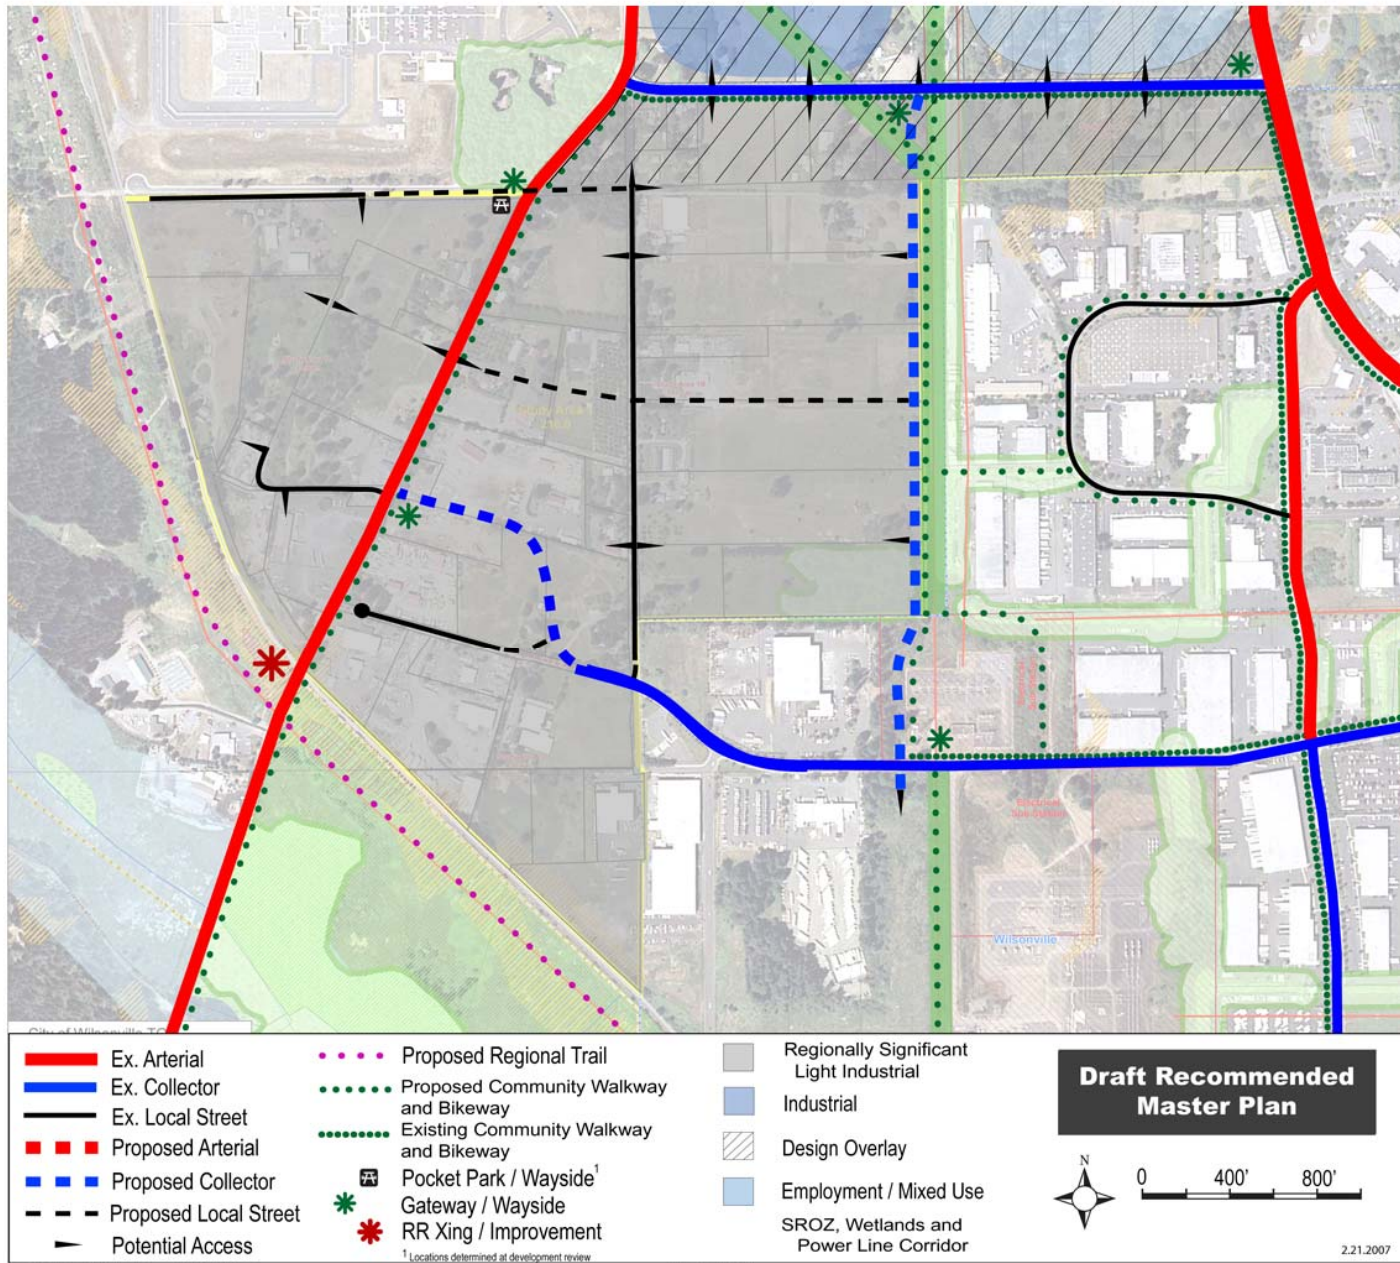 Wilsonville
Ex. Arterial
Ex. Collector
Ex. Local Street
Proposed Arterial
Proposed Collector
Proposed Local Street
Potential Access
Proposed Regional Trail
Proposed Community Walkway
and Bikeway
Existing Community Walkway
and Bikeway
Pocket Park / Wayside¹
Gateway / Wayside
RR Xing / Improvement
¹ Locations determined at development review
Regionally Significant
Light Industrial
Industrial
Design Overlay
Employment / Mixed Use
SROZ, Wetlands and
Power Line Corridor
Draft Recommended
Master Plan
N
0 400' 800'
2.21.2007